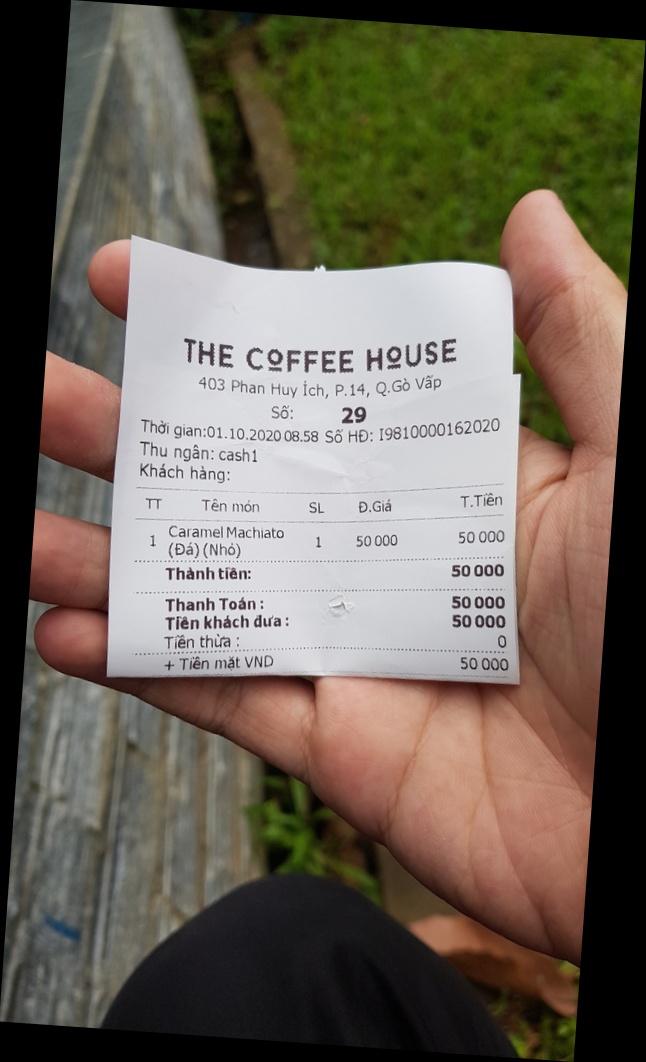 THE COFFEE HOUSE
403 Phan Huy Ích, P.14, Q.Gò Vấp
Số: 29
Thời gian:01.10.2020 08.58 Số HĐ: I9810000162020
Thu ngân: cash1
Khách hàng:
TT Tên món SL Đ.Giá T.Tiền
1 Caramel Machiato 1 50 000 50 000
(Đá) (Nhỏ)
Thành tiền: 50 000
Thanh Toán : 50 000
Tiền khách đưa : 50 000
Tiền thừa : 0
+ Tiền mặt VND 50 000